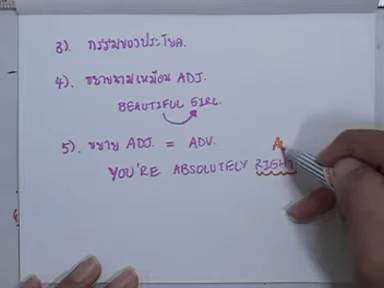 3). กรรมของประโยค.
4). ขยายนามเหมือน ADJ.
BEAUTIFUL GIRL.
5). ขยาย ADJ. = ADV. A
YOU'RE ABSOLUTELY RIGHT